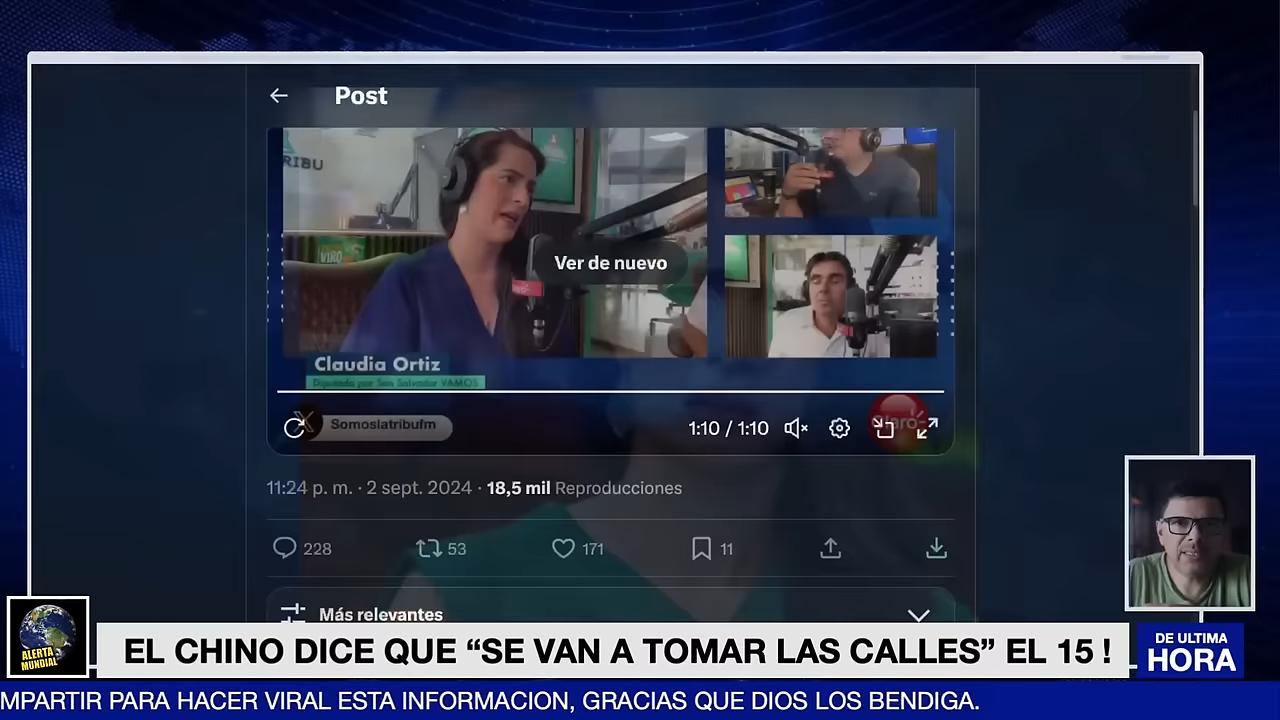 Post
RIBU
VIRO
Ver de nuevo
Claudia Ortiz
Diputada por San Salvador VAMOS
Somoslatribufm
Claro-
1:10 / 1:10
11:24 p. m. · 2 sept. 2024 · 18,5 mil Reproducciones
228
53
171
11
Más relevantes
ALERTA
MUNDIAL
EL CHINO DICE QUE “SE VAN A TOMAR LAS CALLES” EL 15 !
DE ULTIMA
HORA
MPARTIR PARA HACER VIRAL ESTA INFORMACION, GRACIAS QUE DIOS LOS BENDIGA.